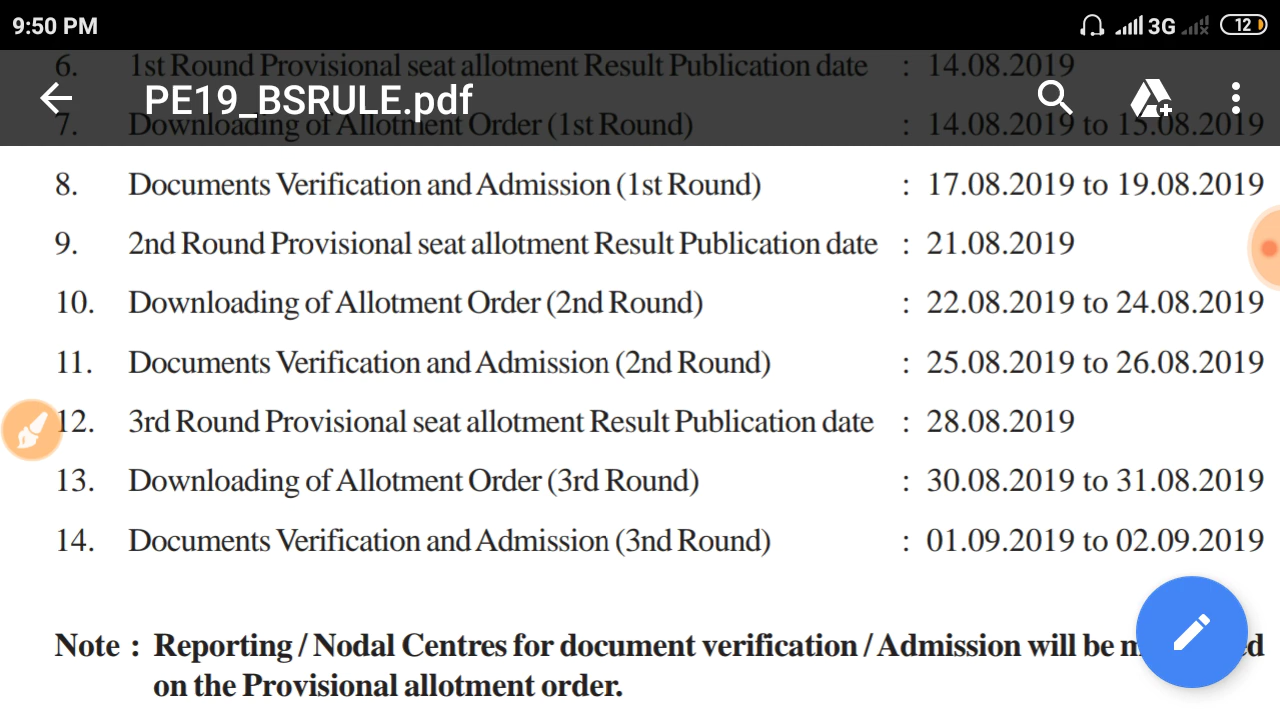 9:50 PM 3G 12
6. 1st Round Provisional seat allotment Result Publication date : 14.08.2019
PE19_BSRULE.pdf
7. Downloading of Allotment Order (1st Round) : 14.08.2019 to 15.08.2019
8. Documents Verification and Admission (1st Round) : 17.08.2019 to 19.08.2019
9. 2nd Round Provisional seat allotment Result Publication date : 21.08.2019
10. Downloading of Allotment Order (2nd Round) : 22.08.2019 to 24.08.2019
11. Documents Verification and Admission (2nd Round) : 25.08.2019 to 26.08.2019
12. 3rd Round Provisional seat allotment Result Publication date : 28.08.2019
13. Downloading of Allotment Order (3rd Round) : 30.08.2019 to 31.08.2019
14. Documents Verification and Admission (3nd Round) : 01.09.2019 to 02.09.2019
Note : Reporting / Nodal Centres for document verification / Admission will be
on the Provisional allotment order.